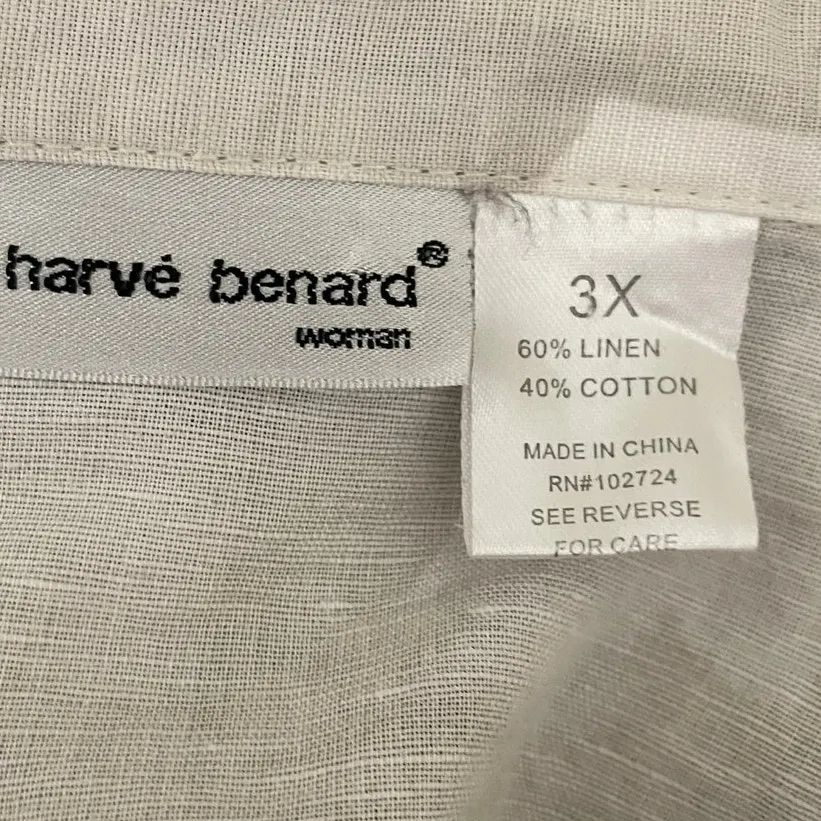 harvé benard®
woman
3X
60% LINEN
40% COTTON
MADE IN CHINA
RN#102724
SEE REVERSE
FOR CARE